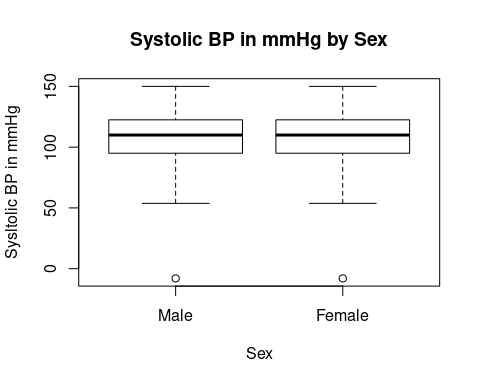 Systolic BP in mmHg by Sex
Sysltolic BP in mmHg
150
100
50
0
Male Female
Sex